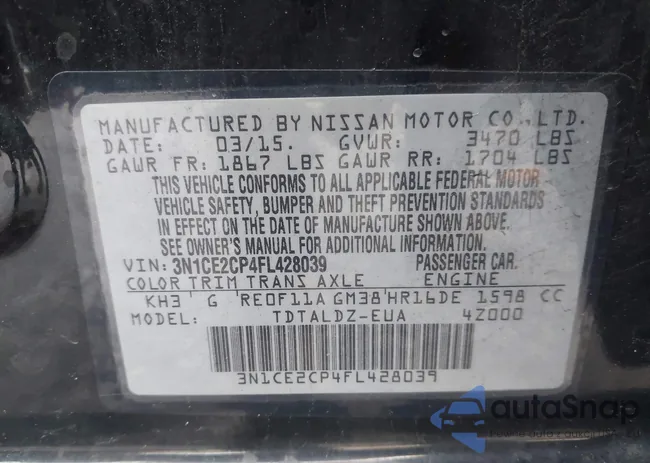 MANUFACTURED BY NISSAN MOTOR CO., LTD.
DATE: 03/15. GVWR: 3470 LBS
GAWR FR: 1867 LBS GAWR RR: 1704 LBS
THIS VEHICLE CONFORMS TO ALL APPLICABLE FEDERAL MOTOR
VEHICLE SAFETY, BUMPER AND THEFT PREVENTION STANDARDS
IN EFFECT ON THE DATE OF MANUFACTURE SHOWN ABOVE.
SEE OWNER'S MANUAL FOR ADDITIONAL INFORMATION.
VIN: 3N1CE2CP4FL428039 PASSENGER CAR.
COLOR TRIM TRANS AXLE ENGINE
KH3 G RE0F11A GM38 HR16DE 1598 CC
MODEL: TDTALDZ-EUA 4Z000
3N1CE2CP4FL428039
autoSnap